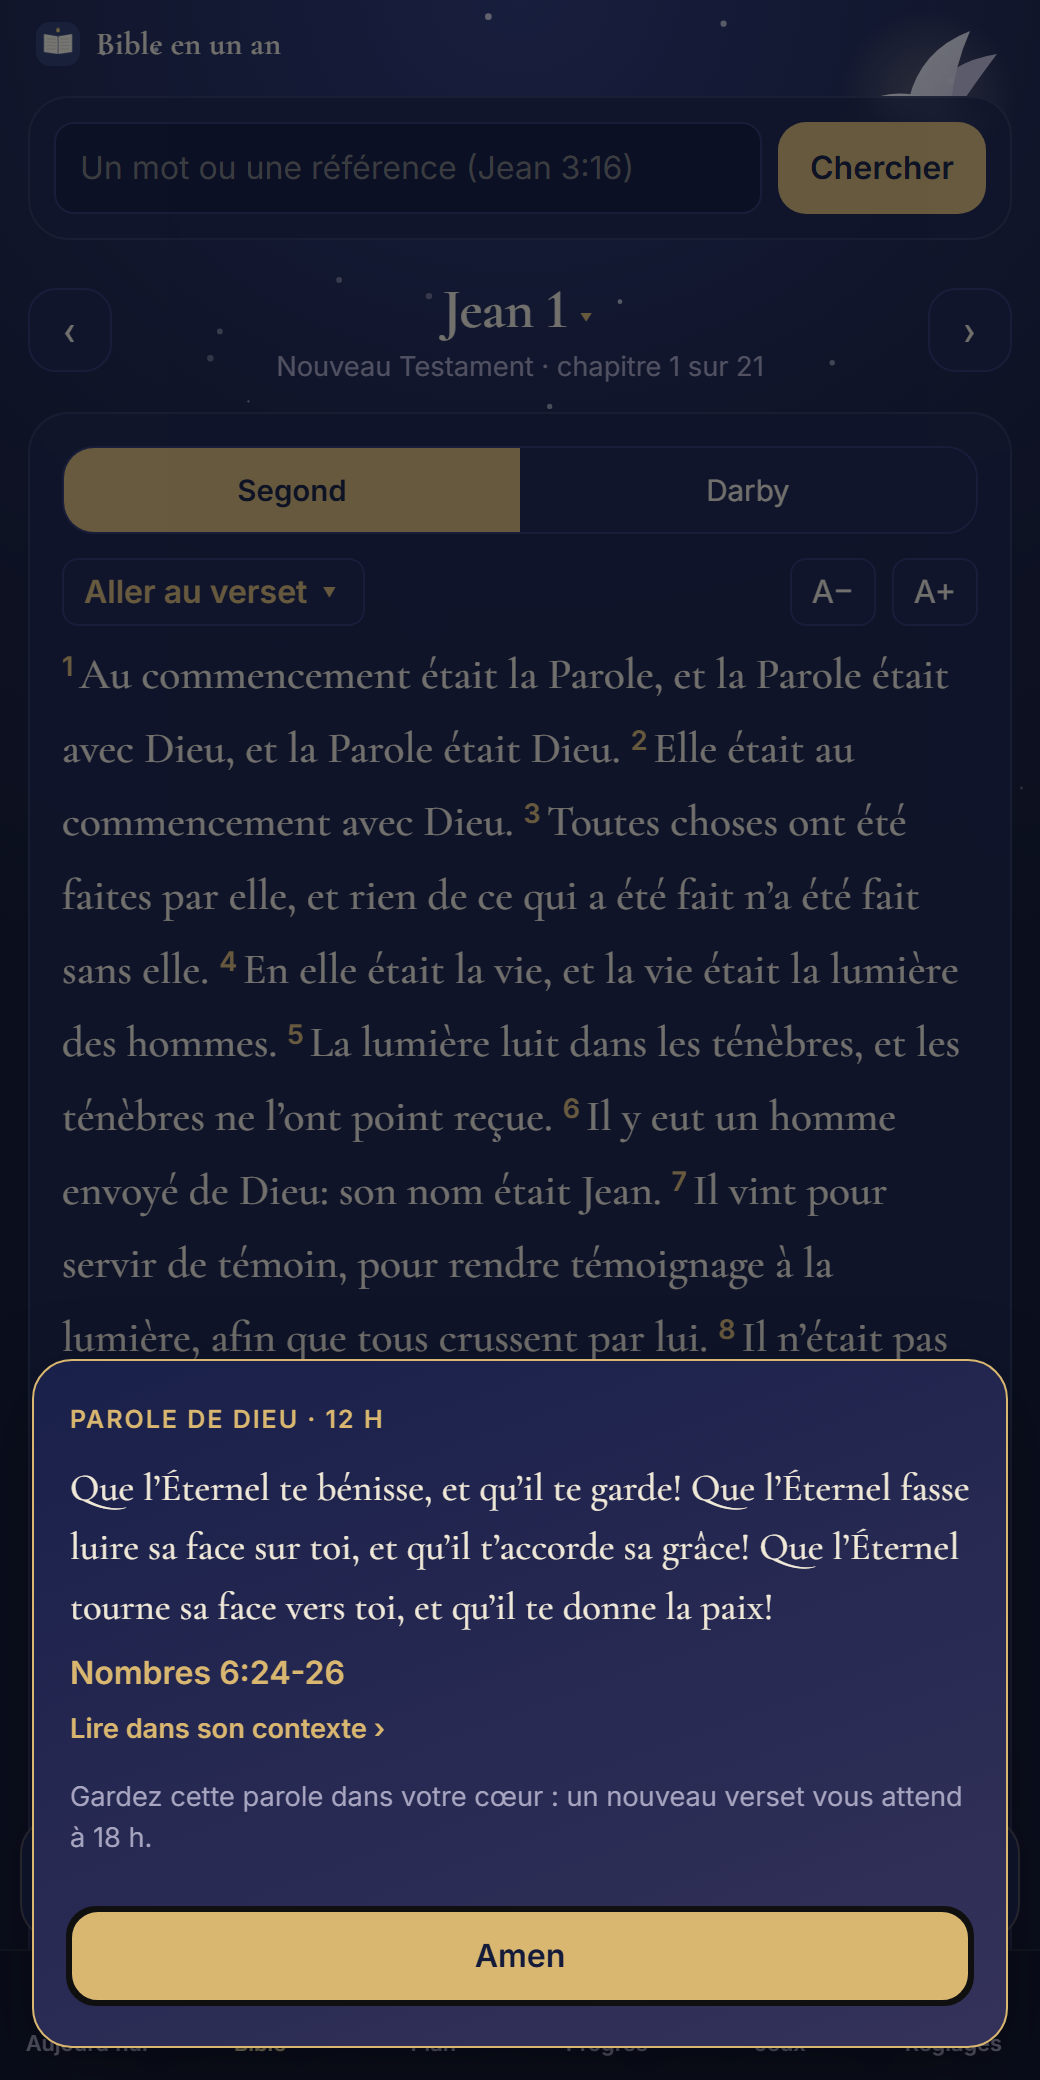 Bible en un an
Un mot ou une référence (Jean 3:16)
Chercher
‹
Jean 1 ▾
›
Nouveau Testament · chapitre 1 sur 21
Segond
Darby
Aller au verset ▾
A−
A+
1 Au commencement était la Parole, et la Parole était
avec Dieu, et la Parole était Dieu. 2 Elle était au
commencement avec Dieu. 3 Toutes choses ont été
faites par elle, et rien de ce qui a été fait n’a été fait
sans elle. 4 En elle était la vie, et la vie était la lumière
des hommes. 5 La lumière luit dans les ténèbres, et les
ténèbres ne l’ont point reçue. 6 Il y eut un homme
envoyé de Dieu: son nom était Jean. 7 Il vint pour
servir de témoin, pour rendre témoignage à la
lumière, afin que tous crussent par lui. 8 Il n’était pas
PAROLE DE DIEU · 12 H
Que l’Éternel te bénisse, et qu’il te garde! Que l’Éternel fasse
luire sa face sur toi, et qu’il t’accorde sa grâce! Que l’Éternel
tourne sa face vers toi, et qu’il te donne la paix!
Nombres 6:24-26
Lire dans son contexte ›
Gardez cette parole dans votre cœur : un nouveau verset vous attend
à 18 h.
Amen